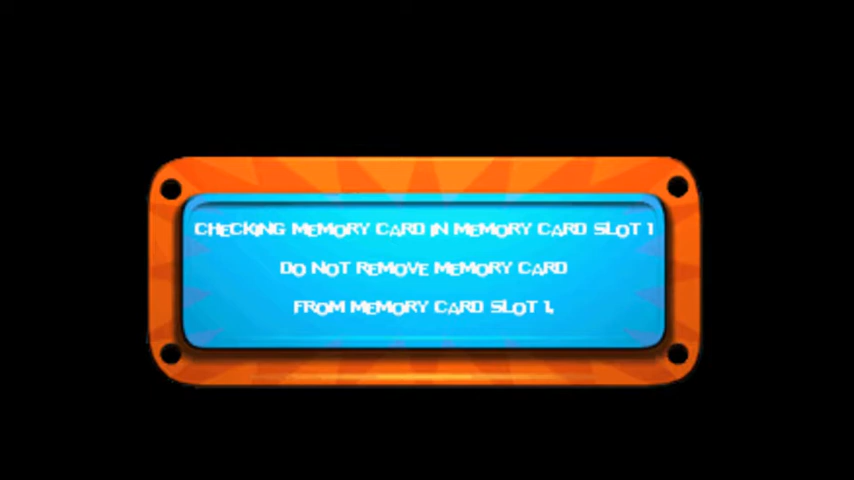 CHECKING MEMORY CARD IN MEMORY CARD SLOT 1
DO NOT REMOVE MEMORY CARD
FROM MEMORY CARD SLOT 1.